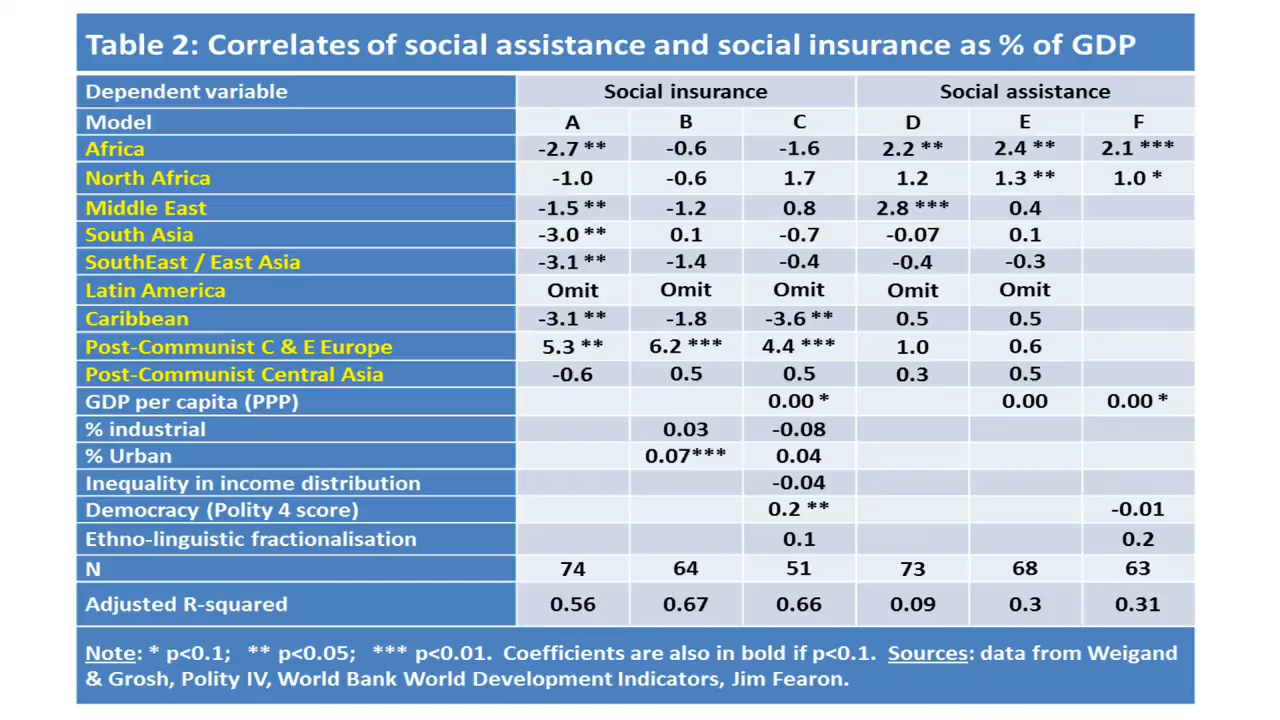 Table 2: Correlates of social assistance and social insurance as % of GDP
Dependent variable Social insurance Social assistance
Model A B C D E F
Africa -2.7 ** -0.6 -1.6 2.2 ** 2.4 ** 2.1 ***
North Africa -1.0 -0.6 1.7 1.2 1.3 ** 1.0 *
Middle East -1.5 ** -1.2 0.8 2.8 *** 0.4
South Asia -3.0 ** 0.1 -0.7 -0.07 0.1
SouthEast / East Asia -3.1 ** -1.4 -0.4 -0.4 -0.3
Latin America Omit Omit Omit Omit Omit
Caribbean -3.1 ** -1.8 -3.6 ** 0.5 0.5
Post-Communist C & E Europe 5.3 ** 6.2 *** 4.4 *** 1.0 0.6
Post-Communist Central Asia -0.6 0.5 0.5 0.3 0.5
GDP per capita (PPP) 0.00 * 0.00 0.00 *
% industrial 0.03 -0.08
% Urban 0.07*** 0.04
Inequality in income distribution -0.04
Democracy (Polity 4 score) 0.2 ** -0.01
Ethno-linguistic fractionalisation 0.1 0.2
N 74 64 51 73 68 63
Adjusted R-squared 0.56 0.67 0.66 0.09 0.3 0.31
Note: * p<0.1; ** p<0.05; *** p<0.01. Coefficients are also in bold if p<0.1. Sources: data from Weigand
& Grosh, Polity IV, World Bank World Development Indicators, Jim Fearon.